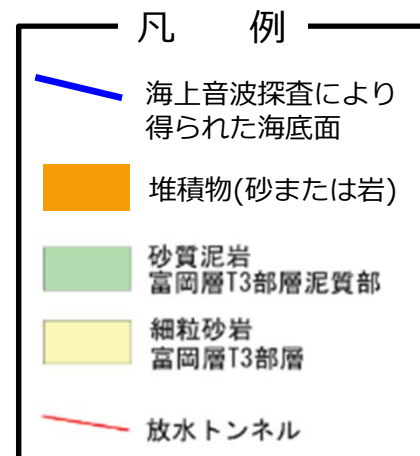 凡 例
海上音波探査により
得られた海底面
堆積物(砂または岩)
砂質泥岩
富岡層T3部層泥質部
細粒砂岩
富岡層T3部層
放水トンネル